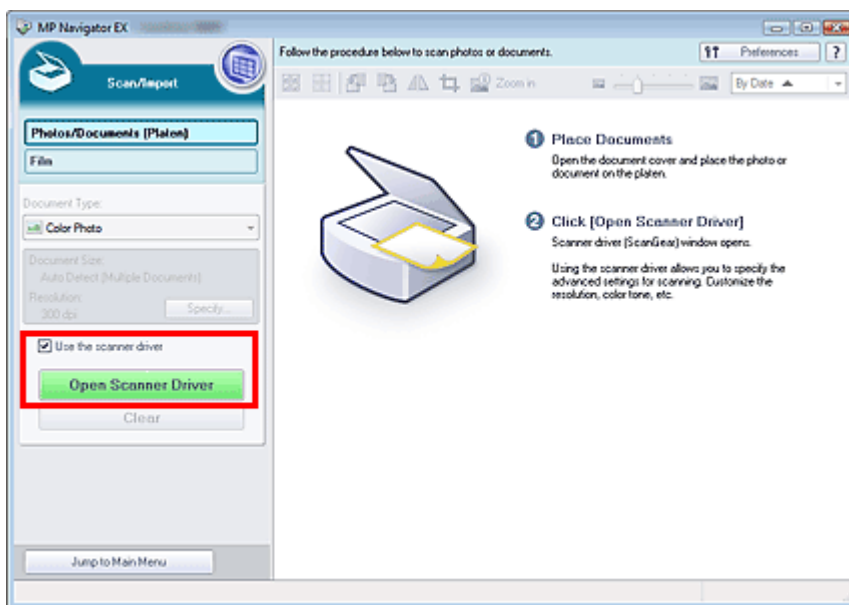 MP Navigator EX
Scan/Import
Photos/Documents (Platen)
Film
Document Type:
Color Photo
Document Size:
Auto Detect (Multiple Documents)
Resolution:
300 dpi
Specify...
Use the scanner driver
Open Scanner Driver
Clear
Jump to Main Menu
Follow the procedure below to scan photos or documents.
Preferences
?
Zoom in
By Date
1 Place Documents
Open the document cover and place the photo or
document on the platen.
2 Click [Open Scanner Driver]
Scanner driver (ScanGear) window opens.
Using the scanner driver allows you to specify the
advanced settings for scanning. Customize the
resolution, color tone, etc.